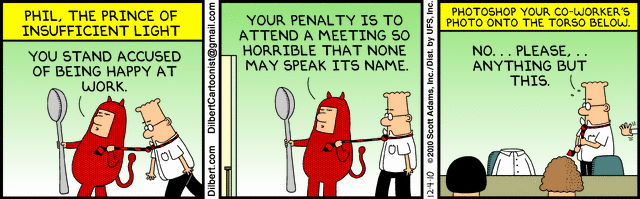 PHIL, THE PRINCE OF
INSUFFICIENT LIGHT
YOU STAND ACCUSED
OF BEING HAPPY AT
WORK.
Dilbert.com DilbertCartoonist@gmail.com
YOUR PENALTY IS TO
ATTEND A MEETING SO
HORRIBLE THAT NONE
MAY SPEAK ITS NAME.
12-4-10 ©2010 Scott Adams, Inc./Dist. by UFS, Inc.
PHOTOSHOP YOUR CO-WORKER'S
PHOTO ONTO THE TORSO BELOW.
NO... PLEASE,..
ANYTHING BUT
THIS.